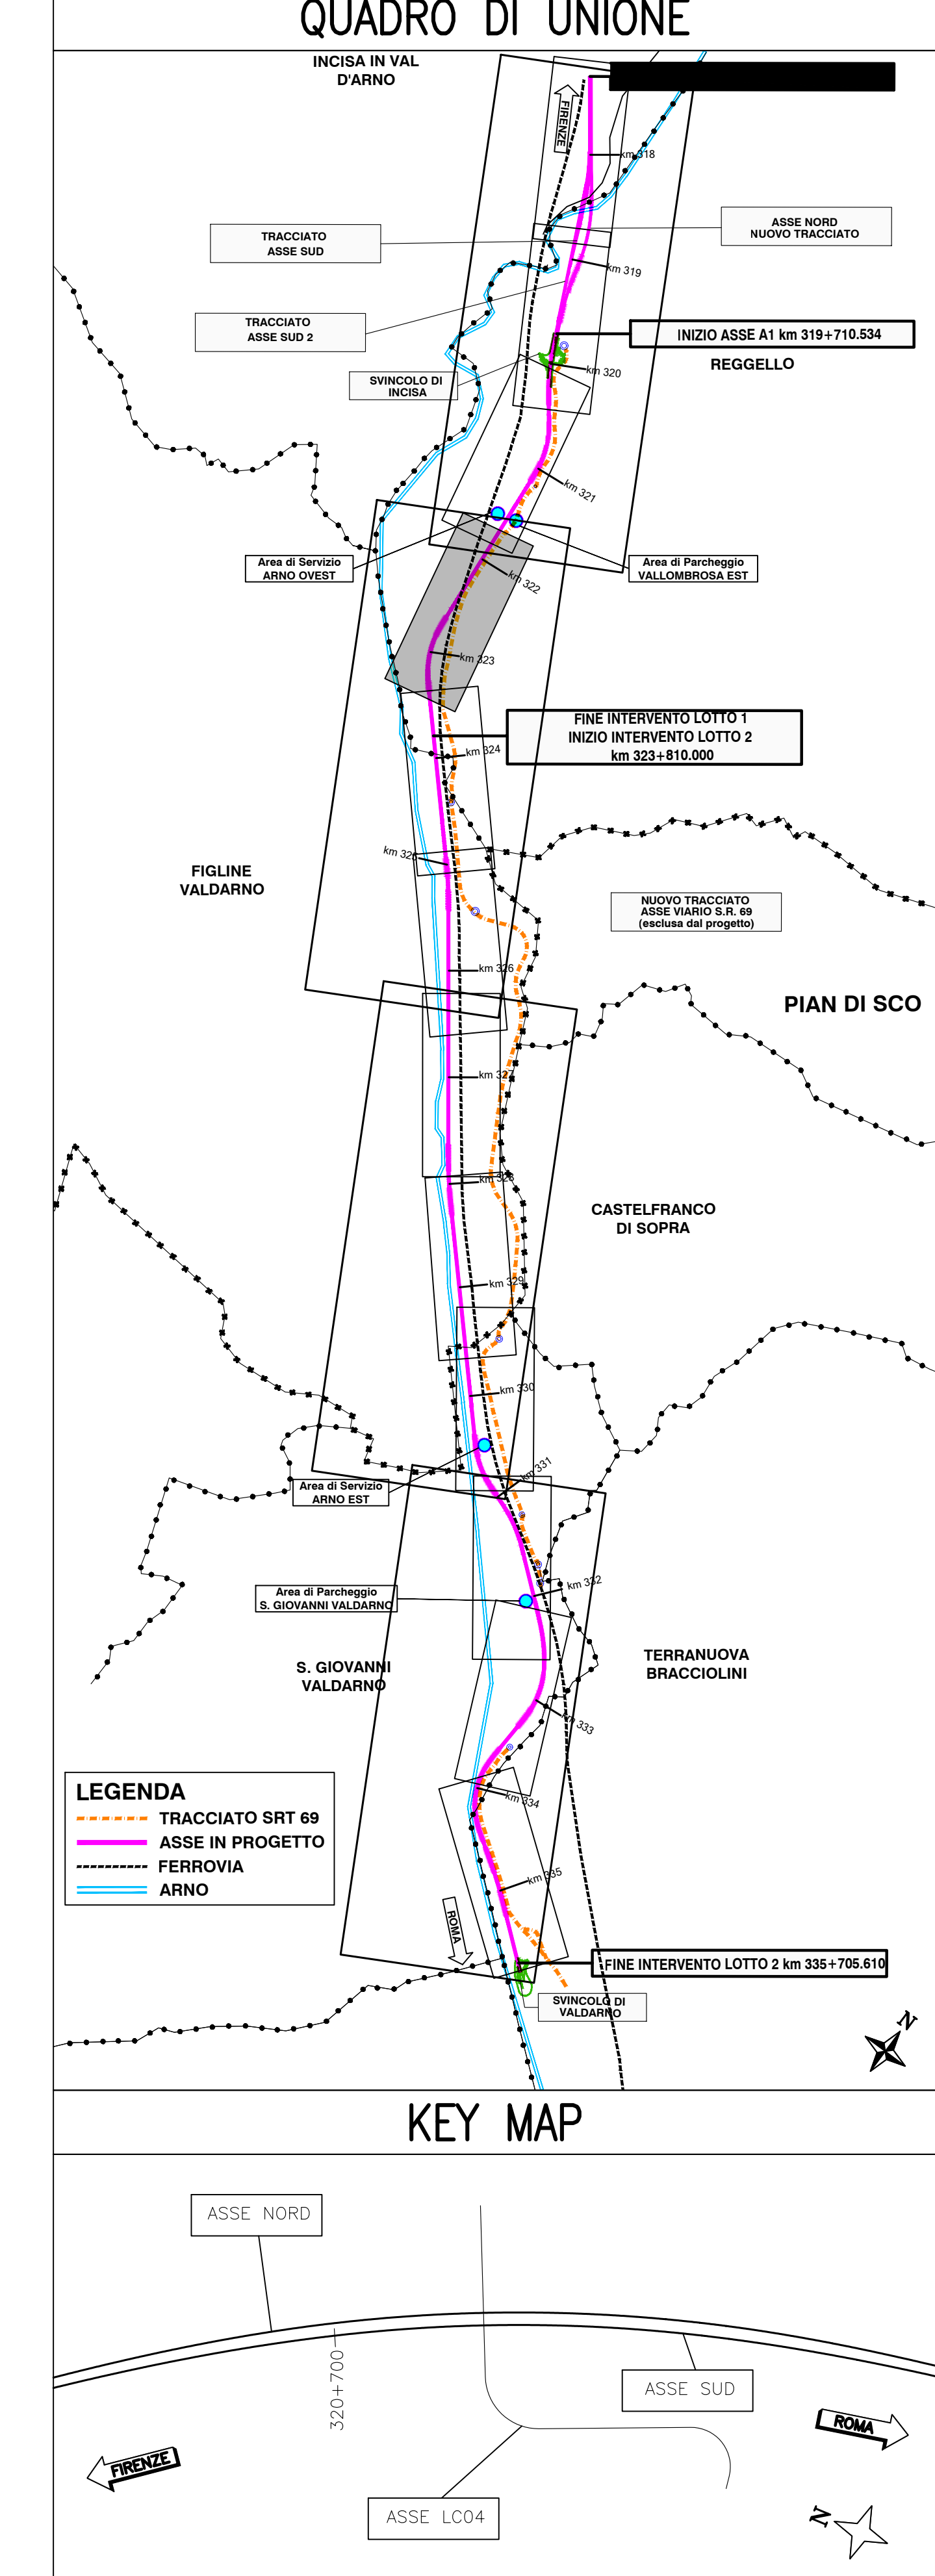 QUADRO DI UNIONE
INCISA IN VAL
D'ARNO
FIRENZE
km 318
TRACCIATO
ASSE SUD
ASSE NORD
NUOVO TRACCIATO
km 319
TRACCIATO
ASSE SUD 2
INIZIO ASSE A1 km 319+710.534
REGGELLO
SVINCOLO DI
INCISA
km 320
km 321
Area di Servizio
ARNO OVEST
Area di Parcheggio
VALLOMBROSA EST
km 322
km 323
FINE INTERVENTO LOTTO 1
INIZIO INTERVENTO LOTTO 2
km 323+810.000
km 324
km 325
FIGLINE
VALDARNO
NUOVO TRACCIATO
ASSE VIARIO S.R. 69
(esclusa dal progetto)
km 326
PIAN DI SCO
km 327
km 328
CASTELFRANCO
DI SOPRA
km 329
km 330
km 331
Area di Servizio
ARNO EST
km 332
Area di Parcheggio
S. GIOVANNI VALDARNO
S. GIOVANNI
VALDARNO
TERRANUOVA
BRACCIOLINI
km 333
LEGENDA
TRACCIATO SRT 69
ASSE IN PROGETTO
FERROVIA
ARNO
km 334
km 335
ROMA
FINE INTERVENTO LOTTO 2 km 335+705.610
SVINCOLO DI
VALDARNO
N
KEY MAP
ASSE NORD
320+700
ASSE SUD
ROMA
FIRENZE
ASSE LC04
N